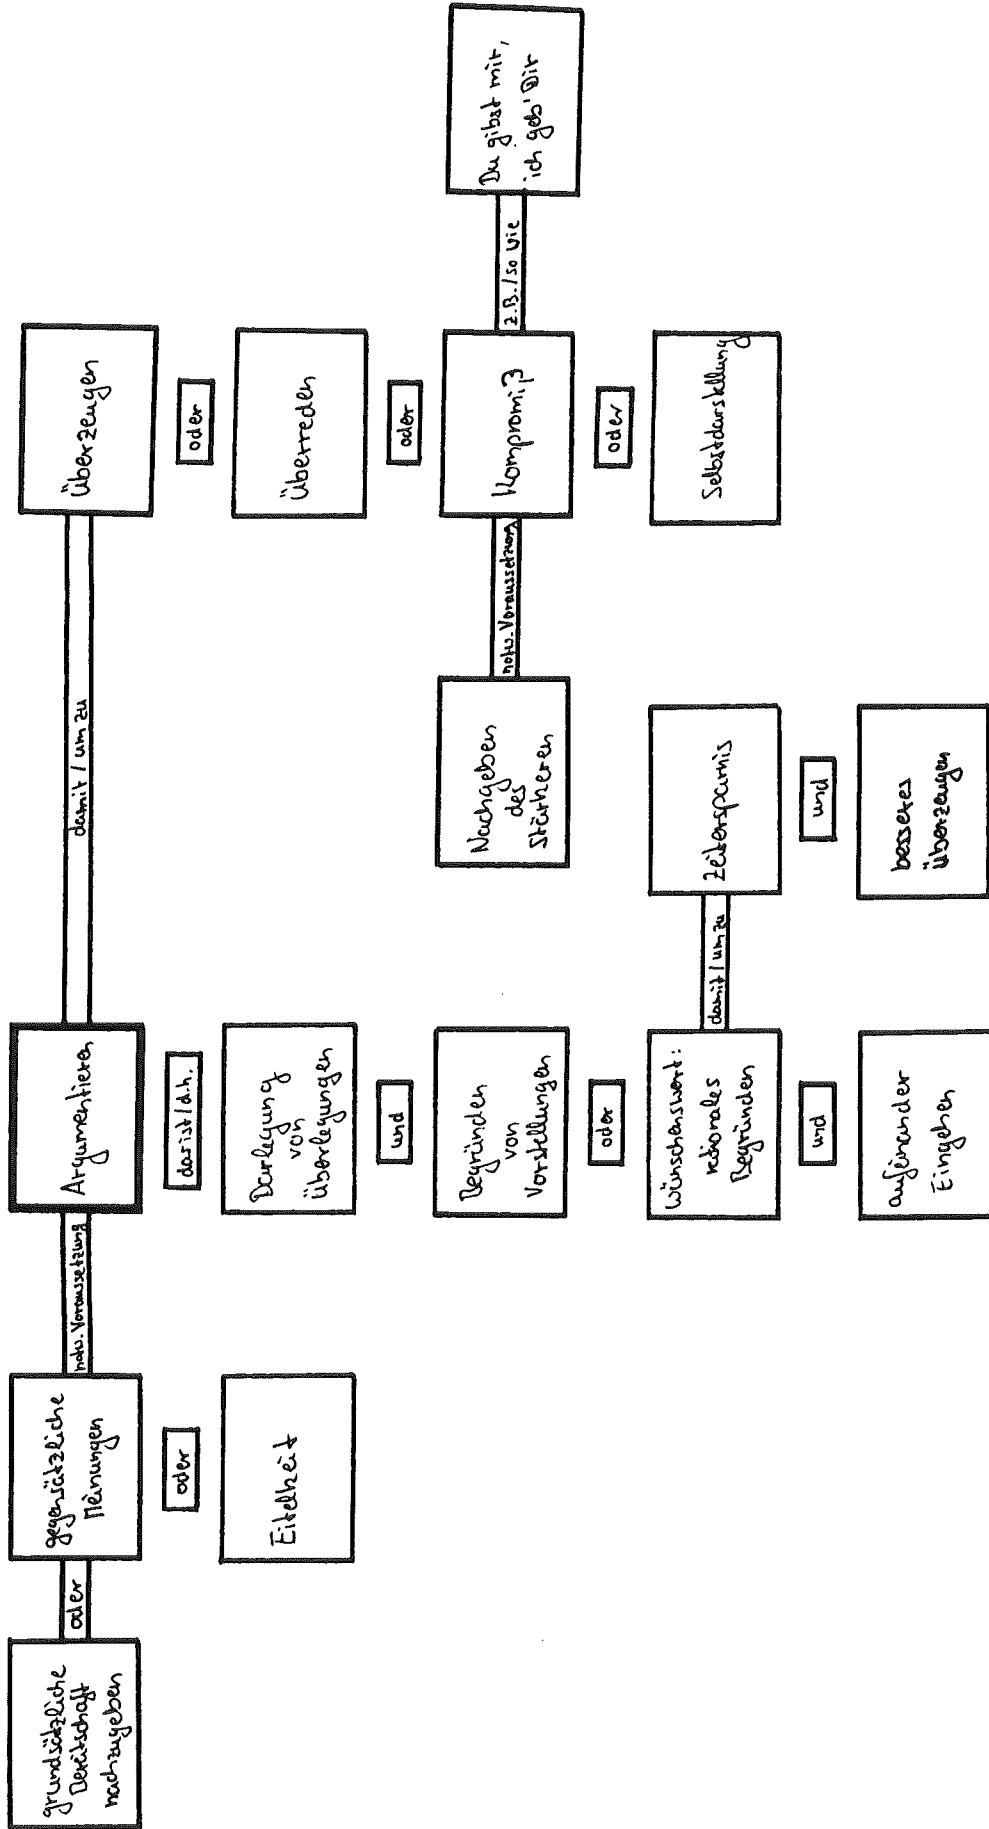 grundsätzliche
Bereitschaft
nachzugeben
oder
gegensätzliche
Meinungen
notw. Voraussetzung
Argumentieren
damit / um zu
Überzeugen
oder
das ist / d.h.
oder
Eitelkeit
Darlegung
von
Überlegungen
Überreden
und
oder
Begründen
von
Vorstellungen
Nachgeben
des
Stärkeren
notw. Voraussetzung
Kompromiß
z.B. / so wie
Du gibst mir,
ich geb' Dir
oder
oder
wünschenswert:
rationales
Begründen
damit / um zu
Zeitersparnis
Selbstdarstellung
und
und
aufeinander
Eingehen
besseres
Überzeugen